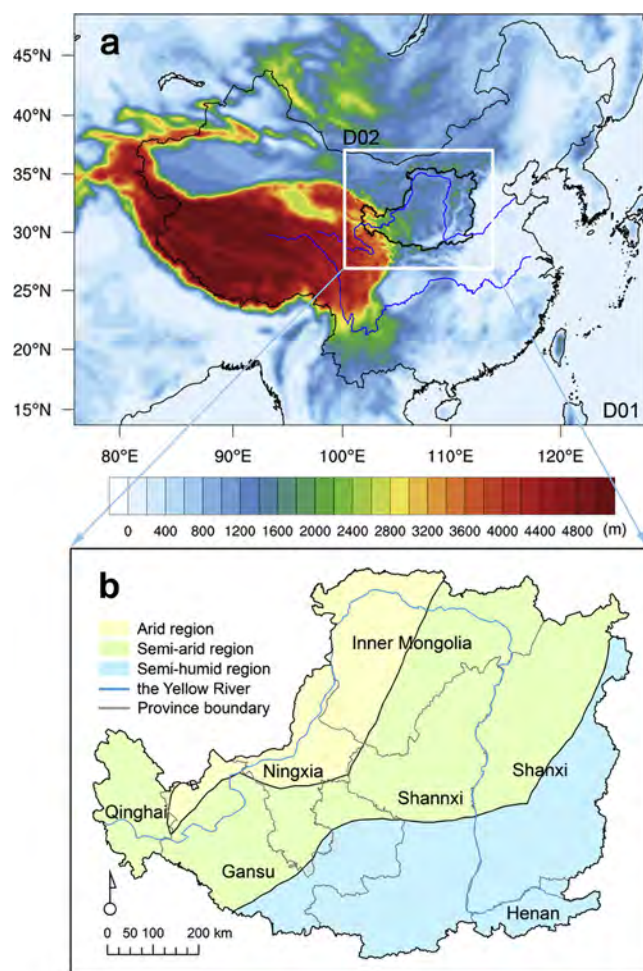 a
45°N
40°N
35°N
30°N
25°N
20°N
15°N
D02
D01
80°E 90°E 100°E 110°E 120°E
0 400 800 1200 1600 2000 2400 2800 3200 3600 4000 4400 4800 (m)
b
Arid region
Semi-arid region
Semi-humid region
the Yellow River
Province boundary
Inner Mongolia
Ningxia
Qinghai
Shanxi
Shannxi
Gansu
Henan
0 50 100 200 km